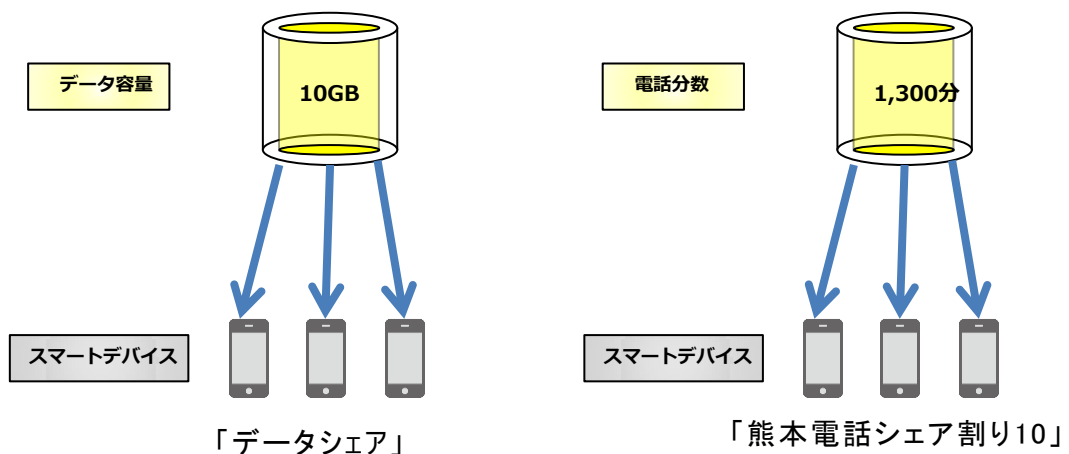 データ容量
10GB
スマートデバイス
「データシェア」
電話分数
1,300分
スマートデバイス
「熊本電話シェア割り10」